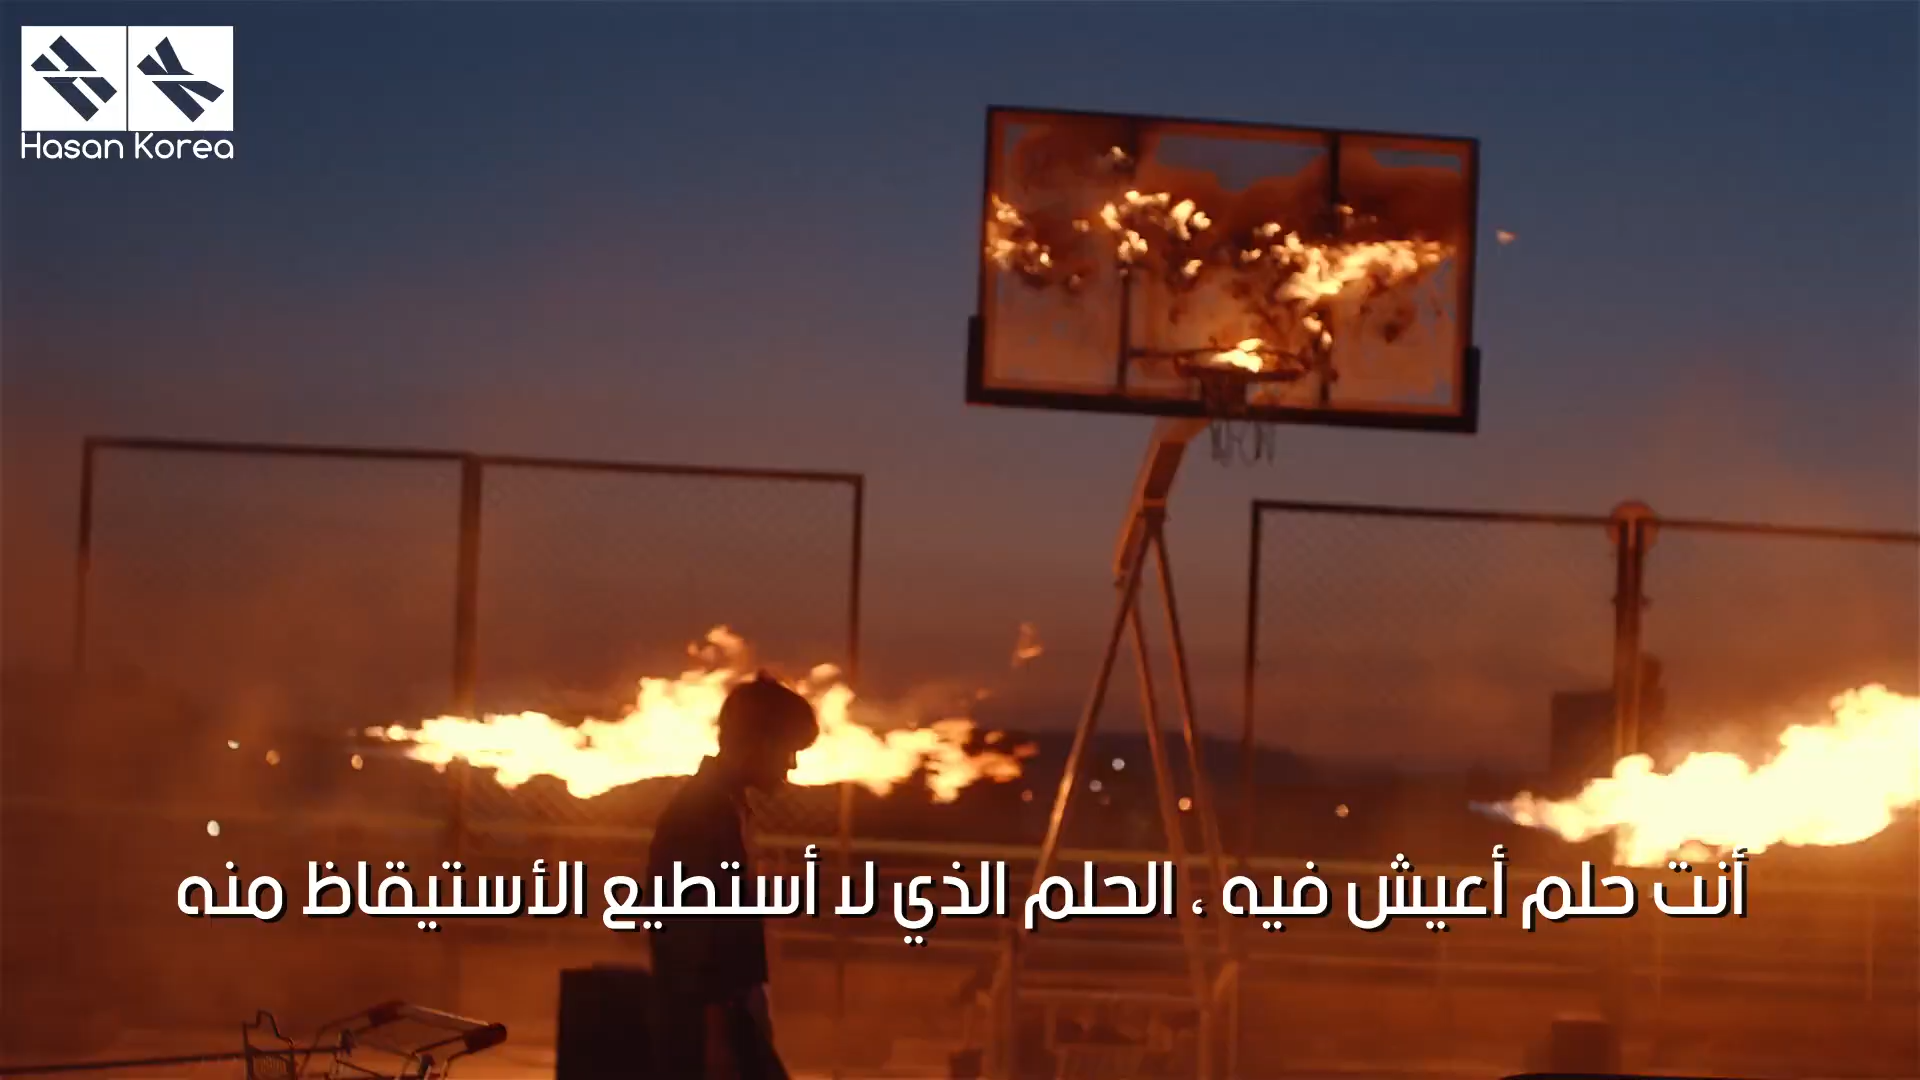 Hasan Korea
أنت حلم أعيش فيه ، الحلم الذي لا أستطيع الأستيقاظ منه